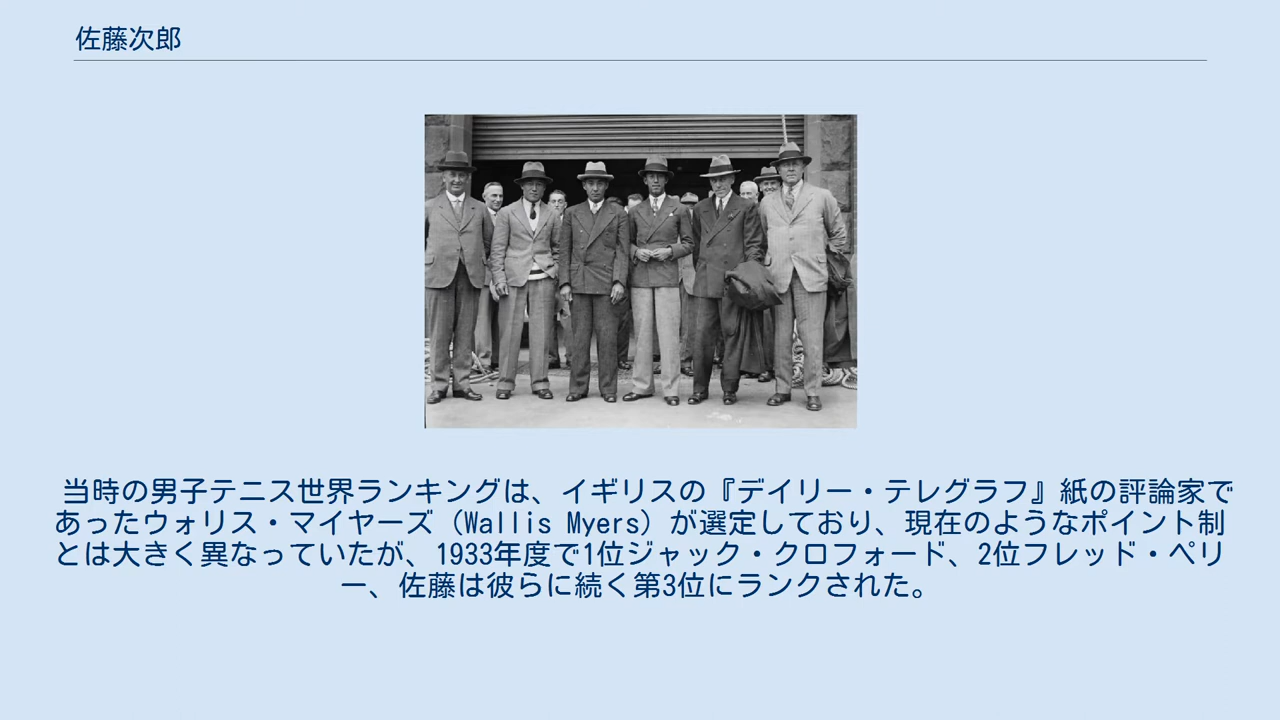 佐藤次郎
当時の男子テニス世界ランキングは、イギリスの『デイリー・テレグラフ』紙の評論家で
あったウォリス・マイヤーズ（Wallis Myers）が選定しており、現在のようなポイント制
とは大きく異なっていたが、1933年度で1位ジャック・クロフォード、2位フレッド・ペリ
ー、佐藤は彼らに続く第3位にランクされた。